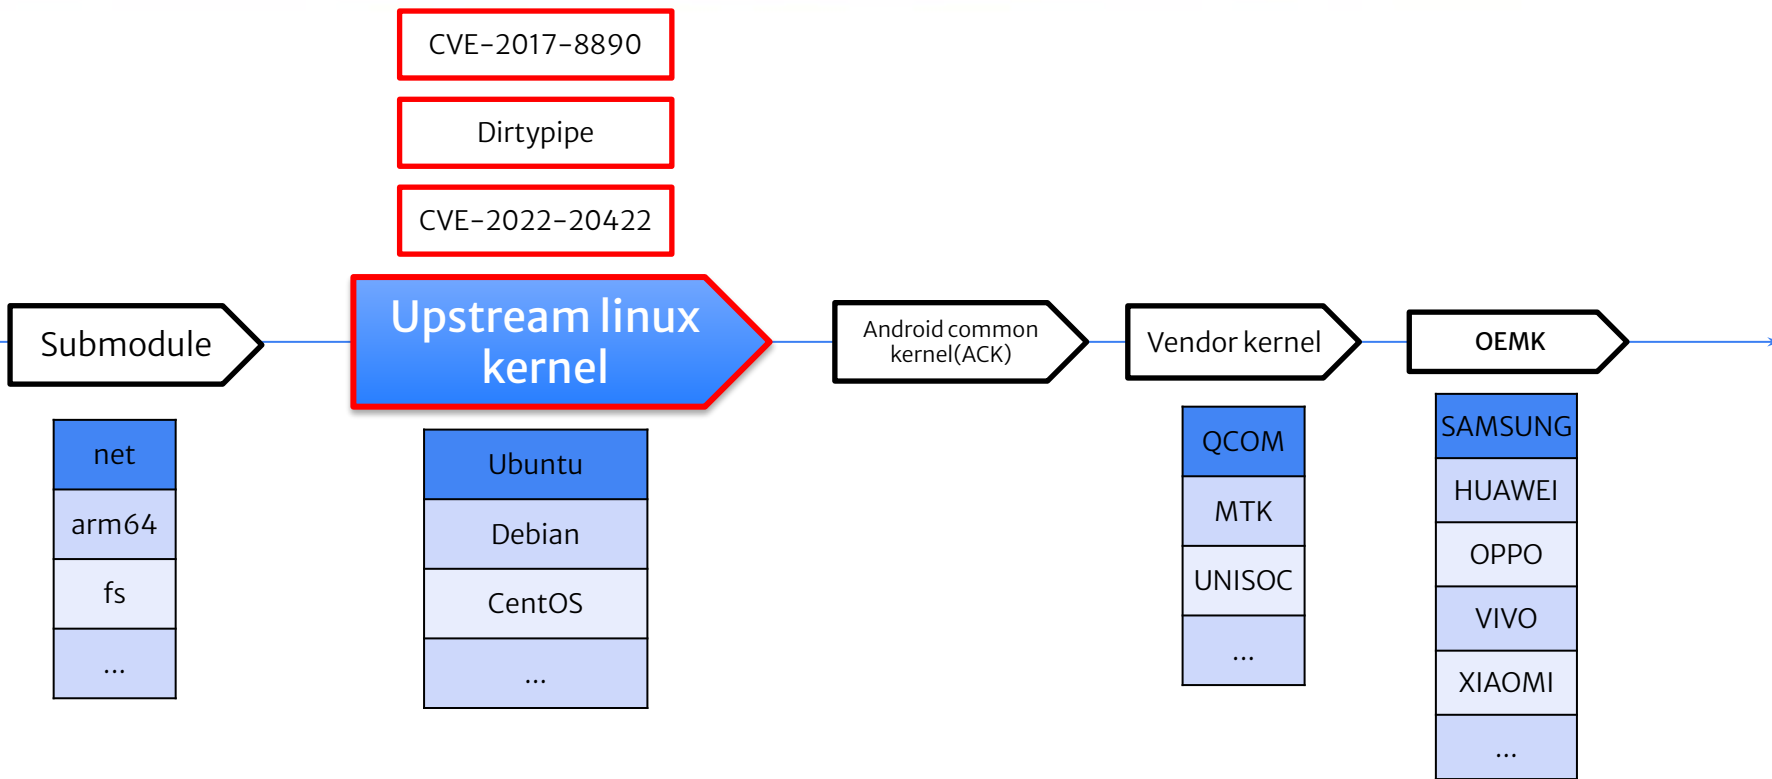 CVE-2017-8890
Dirtypipe
CVE-2022-20422
Submodule
Upstream linux
kernel
Android common
kernel(ACK)
Vendor kernel
OEMK
net
arm64
fs
...
Ubuntu
Debian
CentOS
...
QCOM
MTK
UNISOC
...
SAMSUNG
HUAWEI
OPPO
VIVO
XIAOMI
...